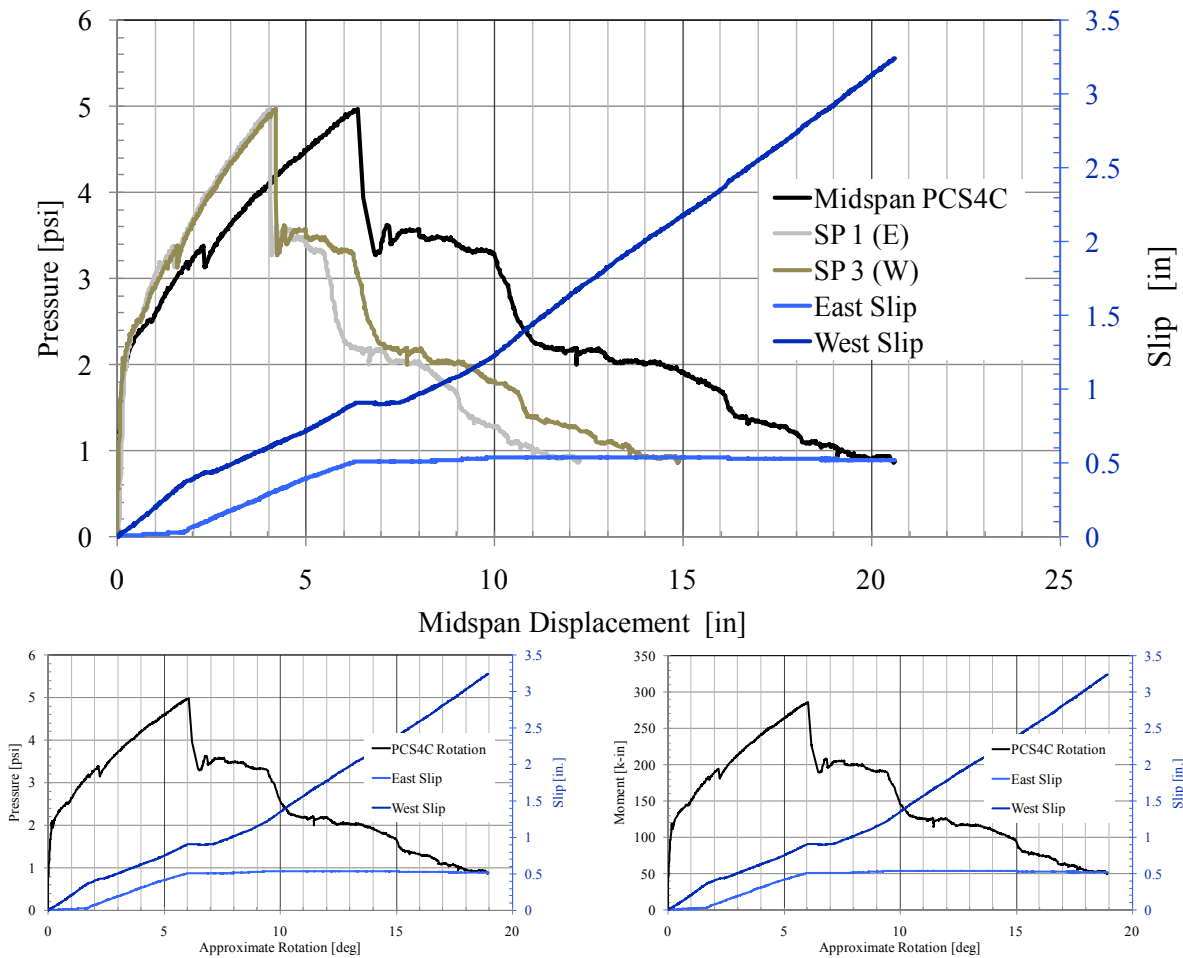 6
5
4
3
2
1
0
Pressure [psi]
3.5
3
2.5
2
1.5
1
0.5
0
Slip [in]
Midspan PCS4C
SP 1 (E)
SP 3 (W)
East Slip
West Slip
0 5 10 15 20 25
Midspan Displacement [in]
6
5
4
3
2
1
0
Pressure [psi]
3.5
3
2.5
2
1.5
1
0.5
0
Slip [in.]
PCS4C Rotation
East Slip
West Slip
0 5 10 15 20
Approximate Rotation [deg]
350
300
250
200
150
100
50
0
Moment [k-in]
3.5
3
2.5
2
1.5
1
0.5
0
Slip [in.]
PCS4C Rotation
East Slip
West Slip
0 5 10 15 20
Approximate Rotation [deg]